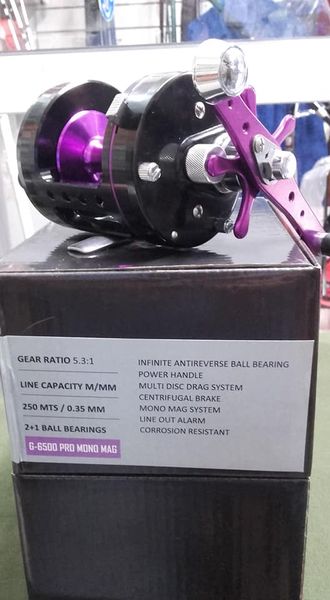 GEAR RATIO 5.3:1
LINE CAPACITY M/MM
250 MTS / 0.35 MM
2+1 BALL BEARINGS
G-6500 PRO MONO MAG
INFINITE ANTIREVERSE BALL BEARING
POWER HANDLE
MULTI DISC DRAG SYSTEM
CENTRIFUGAL BRAKE
MONO MAG SYSTEM
LINE OUT ALARM
CORROSION RESISTANT